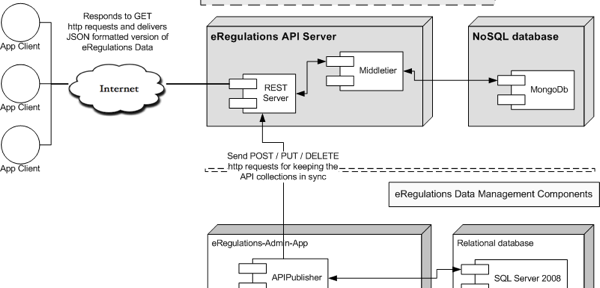 Responds to GET
http requests and delivers
JSON formatted version of
eRegulations Data
App Client
App Client
App Client
Internet
eRegulations API Server
REST
Server
Middletier
NoSQL database
MongoDb
Send POST / PUT / DELETE
http requests for keeping the
API collections in sync
eRegulations Data Management Components
eRegulations-Admin-App
APIPublisher
Relational database
SQL Server 2008